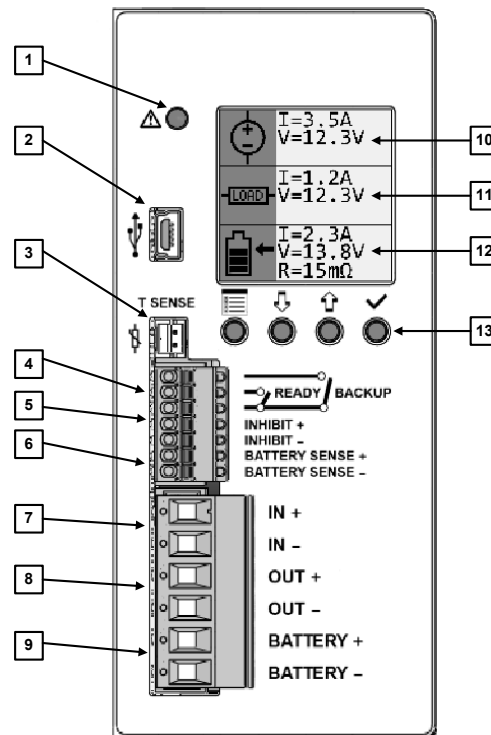 1
2
3
4
5
6
7
8
9
10
11
12
13
I=3.5A
V=12.3V
LOAD
I=1.2A
V=12.3V
I=2.3A
V=13.8V
R=15mΩ
T SENSE
READY
BACKUP
INHIBIT +
INHIBIT –
BATTERY SENSE +
BATTERY SENSE –
IN +
IN –
OUT +
OUT –
BATTERY +
BATTERY –